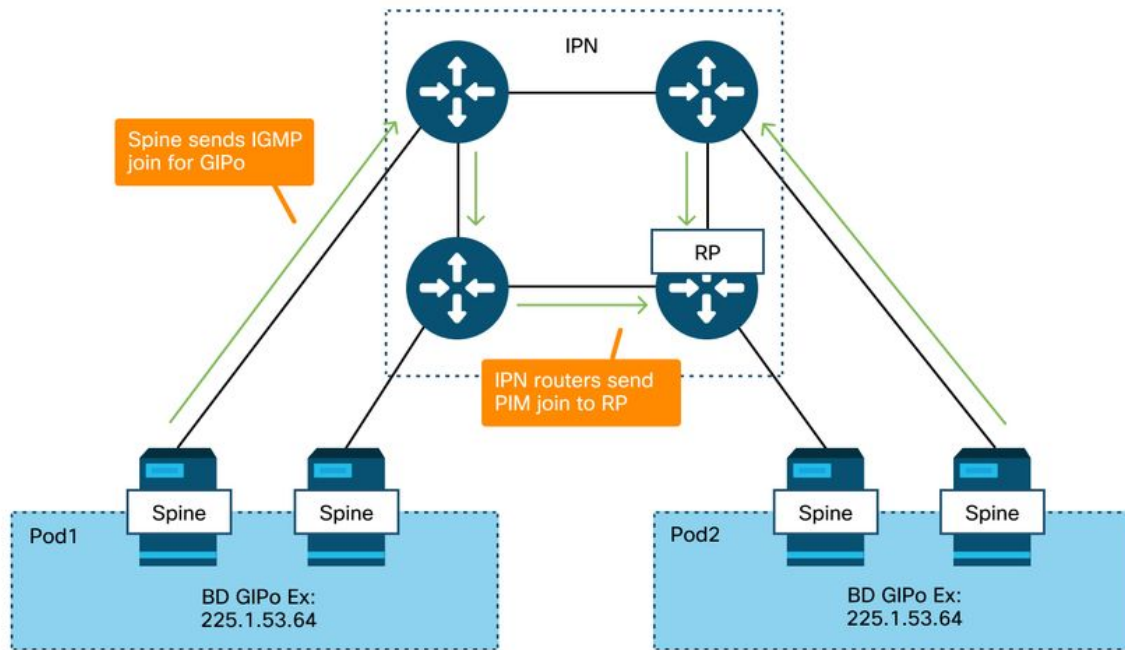 IPN
Spine sends IGMP
join for GIPo
RP
IPN routers send
PIM join to RP
Spine
Spine
Spine
Spine
Pod1
Pod2
BD GIPo Ex:
225.1.53.64
BD GIPo Ex:
225.1.53.64